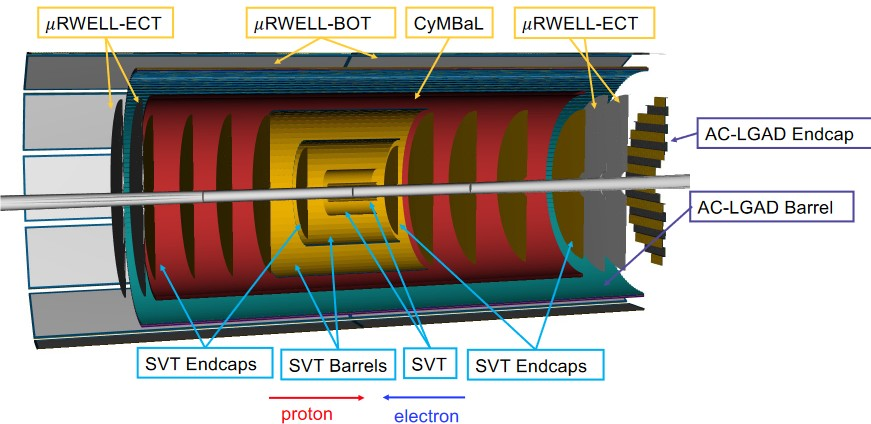 μRWELL-ECT
μRWELL-BOT
CyMBaL
μRWELL-ECT
AC-LGAD Endcap
AC-LGAD Barrel
SVT Endcaps
SVT Barrels
SVT
SVT Endcaps
proton
electron